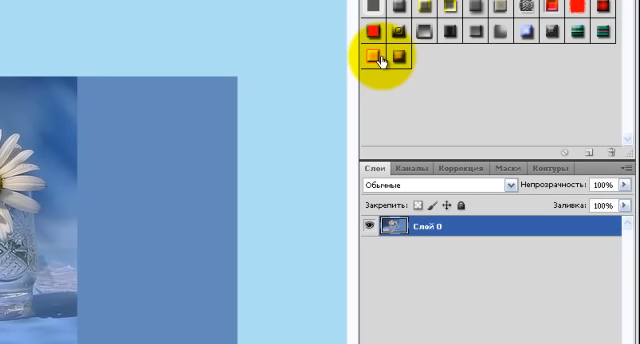 Слои Каналы Коррекция Маски Контуры
Обычные Непрозрачность: 100%
Закрепить: Заливка: 100%
Слой 0